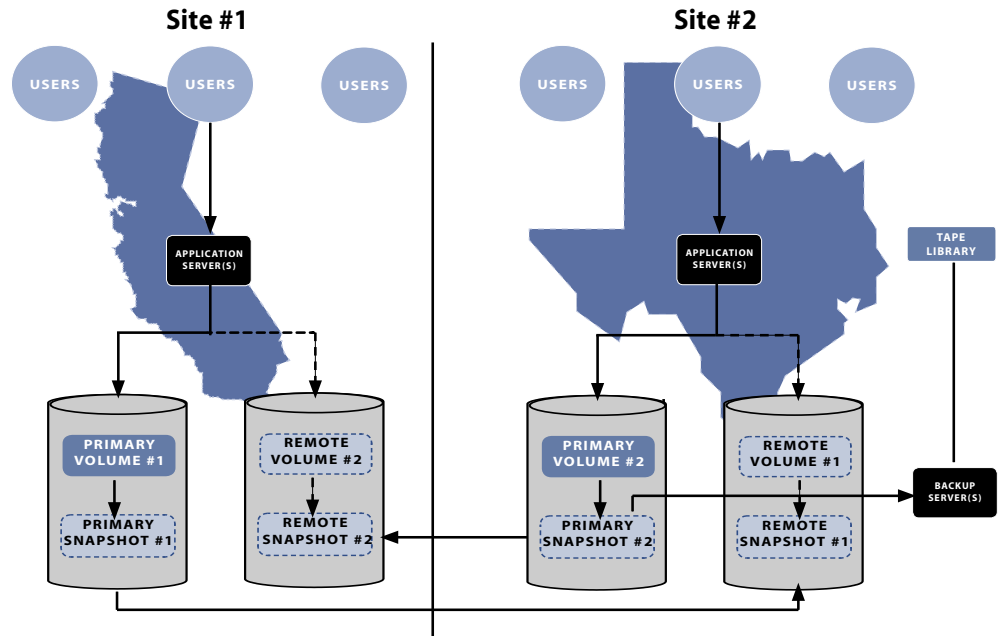 Site #1
Site #2
USERS
USERS
USERS
USERS
USERS
USERS
APPLICATION
SERVER(S)
APPLICATION
SERVER(S)
TAPE
LIBRARY
PRIMARY
VOLUME #1
REMOTE
VOLUME #2
PRIMARY
VOLUME #2
REMOTE
VOLUME #1
BACKUP
SERVER(S)
PRIMARY
SNAPSHOT #1
REMOTE
SNAPSHOT #2
PRIMARY
SNAPSHOT #2
REMOTE
SNAPSHOT #1